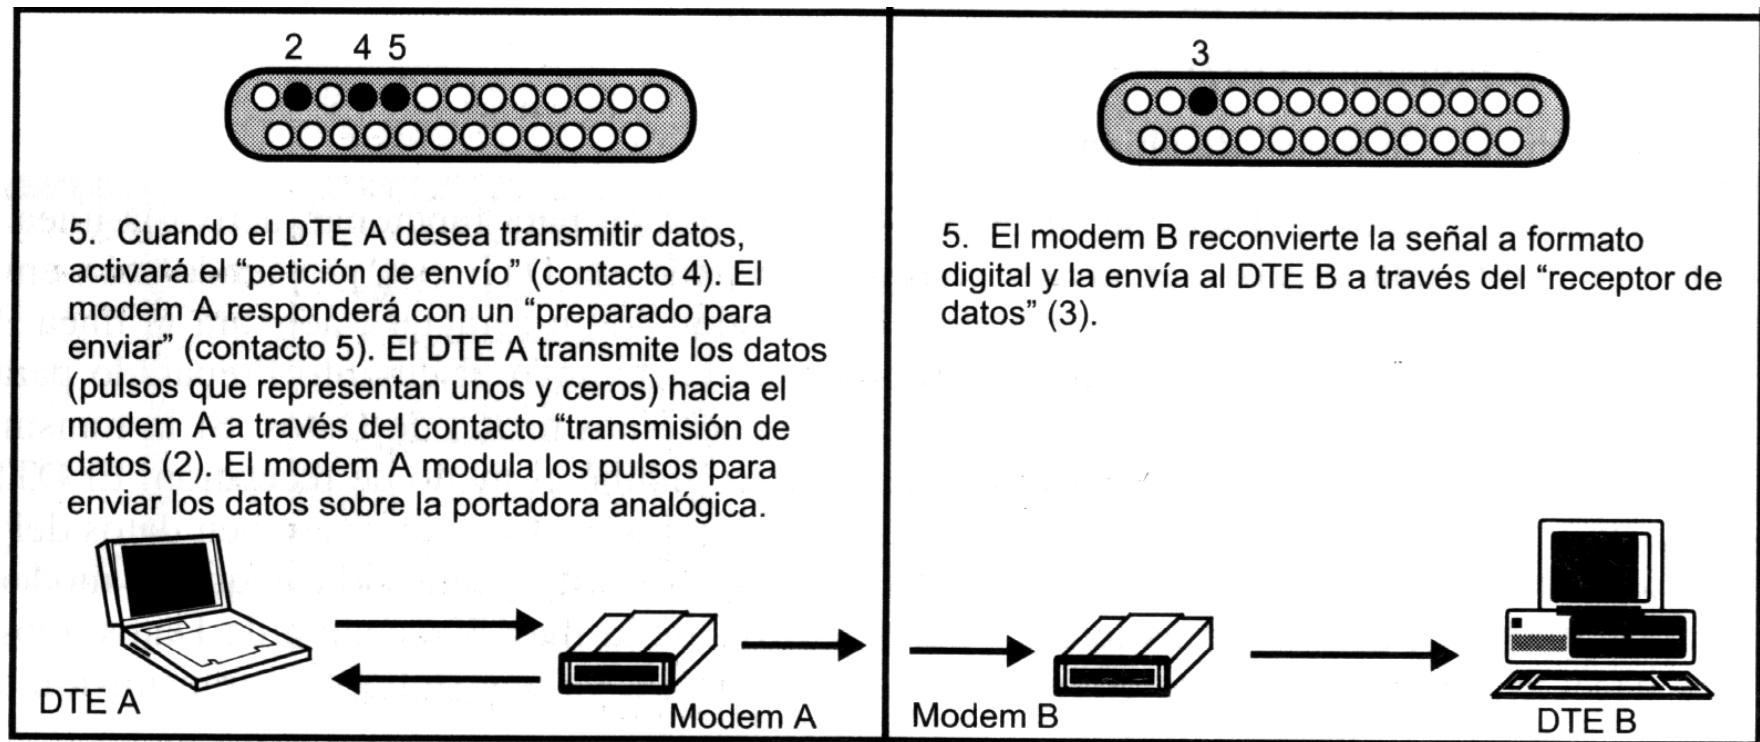 2 4 5
5. Cuando el DTE A desea transmitir datos,
activará el “petición de envío” (contacto 4). El
modem A responderá con un “preparado para
enviar” (contacto 5). El DTE A transmite los datos
(pulsos que representan unos y ceros) hacia el
modem A a través del contacto “transmisión de
datos (2). El modem A modula los pulsos para
enviar los datos sobre la portadora analógica.
DTE A
Modem A
3
5. El modem B reconvierte la señal a formato
digital y la envía al DTE B a través del “receptor de
datos” (3).
Modem B
DTE B